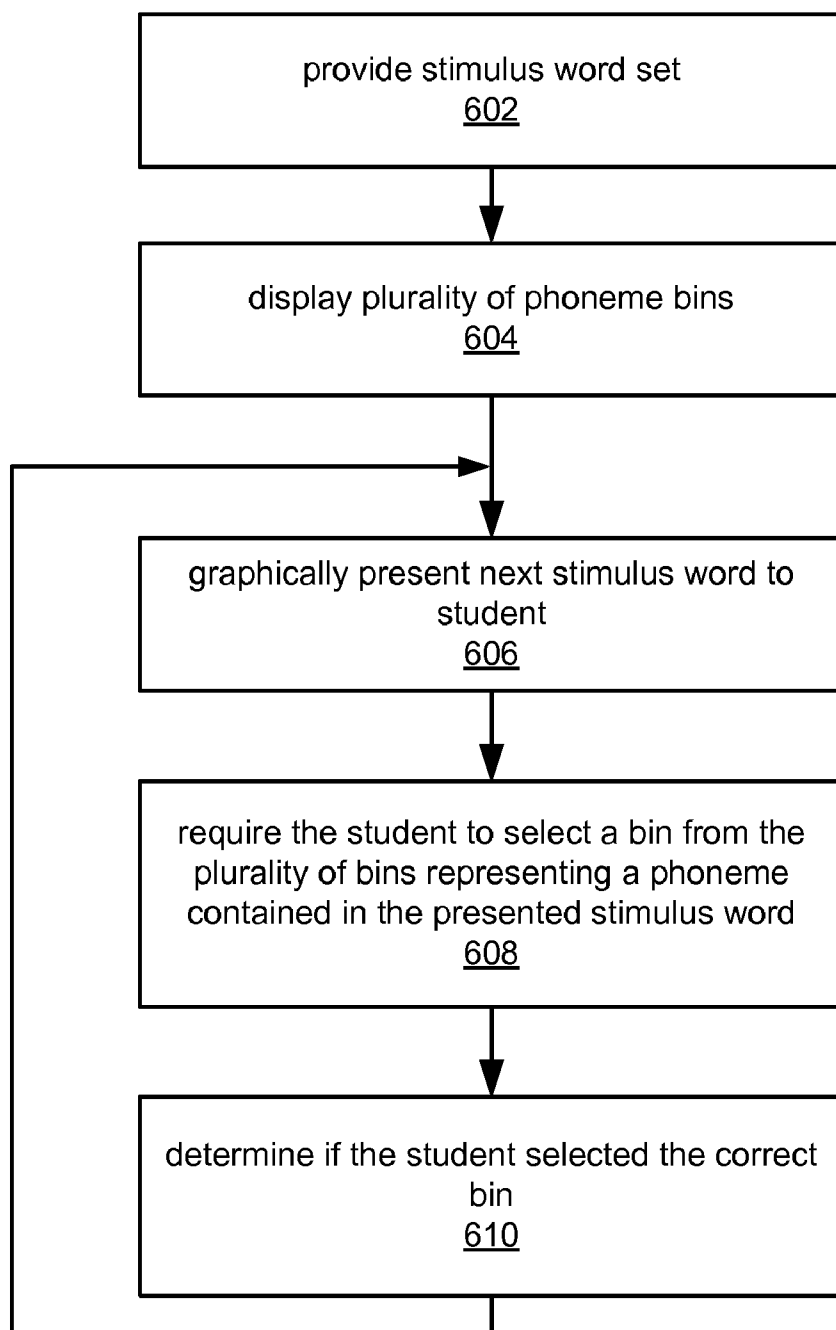 provide stimulus word set
602
display plurality of phoneme bins
604
graphically present next stimulus word to
student
606
require the student to select a bin from the
plurality of bins representing a phoneme
contained in the presented stimulus word
608
determine if the student selected the correct
bin
610